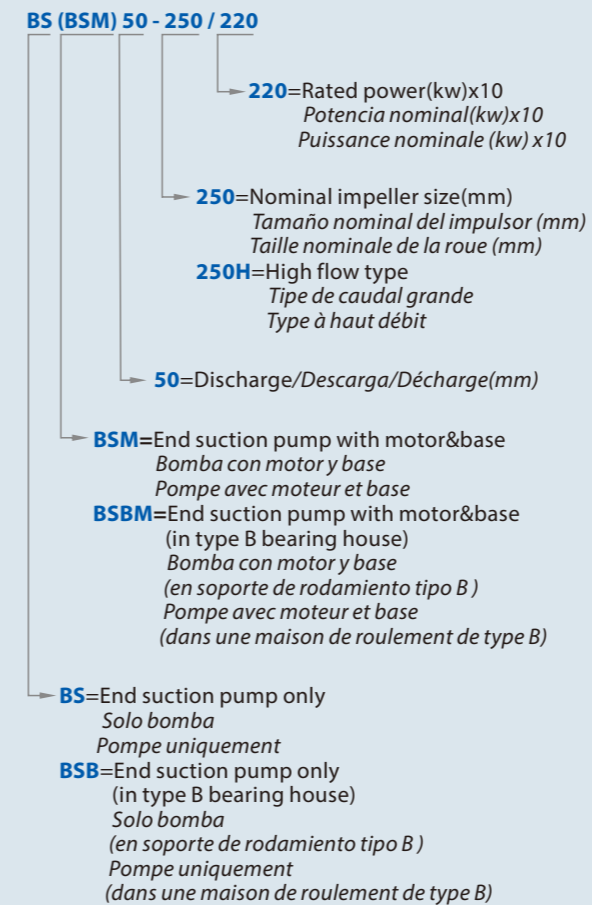 BS (BSM) 50 - 250 / 220
220=Rated power(kw)x10
Potencia nominal(kw)x10
Puissance nominale (kw) x10
250=Nominal impeller size(mm)
Tamaño nominal del impulsor (mm)
Taille nominale de la roue (mm)
250H=High flow type
Tipe de caudal grande
Type à haut débit
50=Discharge/Descarga/Décharge(mm)
BSM=End suction pump with motor&base
Bomba con motor y base
Pompe avec moteur et base
BSBM=End suction pump with motor&base
(in type B bearing house)
Bomba con motor y base
(en soporte de rodamiento tipo B )
Pompe avec moteur et base
(dans une maison de roulement de type B)
BS=End suction pump only
Solo bomba
Pompe uniquement
BSB=End suction pump only
(in type B bearing house)
Solo bomba
(en soporte de rodamiento tipo B )
Pompe uniquement
(dans une maison de roulement de type B)